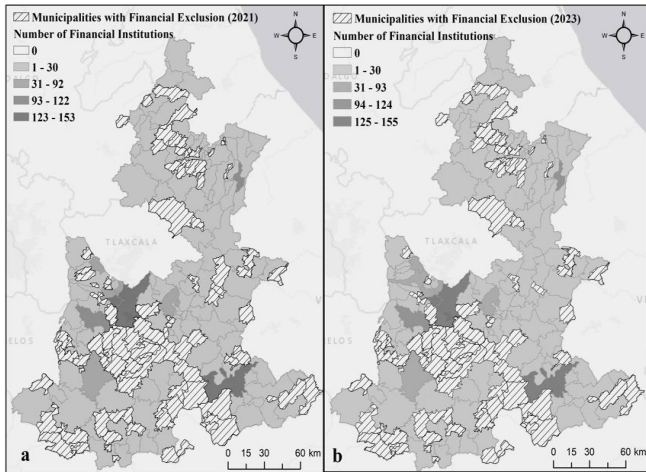 Municipalities with Financial Exclusion (2021)
Number of Financial Institutions
0
1 - 30
31 - 92
93 - 122
123 - 153
N
W
E
S
TLAXCALA
a
0 15 30 60 km
Municipalities with Financial Exclusion (2023)
Number of Financial Institutions
0
1 - 30
31 - 93
94 - 124
125 - 155
N
W
E
S
TLAXCALA
ELOS
b
0 15 30 60 km